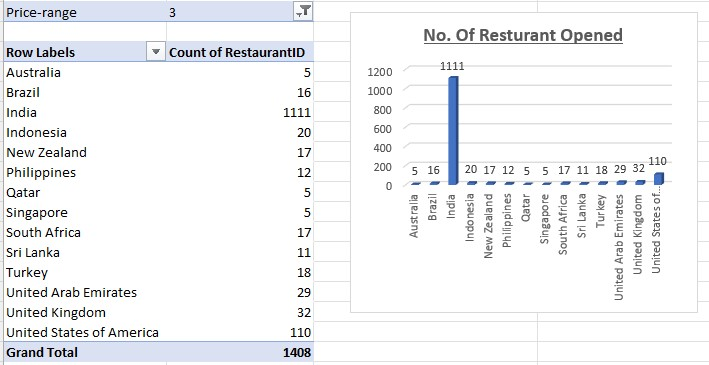 Price-range 3
Row Labels Count of RestaurantID
Australia 5
Brazil 16
India 1111
Indonesia 20
New Zealand 17
Philippines 12
Qatar 5
Singapore 5
South Africa 17
Sri Lanka 11
Turkey 18
United Arab Emirates 29
United Kingdom 32
United States of America 110
Grand Total 1408
No. Of Resturant Opened
1200
1000
800
600
400
200
0
5 16 1111 20 17 12 5 5 17 11 18 29 32 110
Australia
Brazil
India
Indonesia
New Zealand
Philippines
Qatar
Singapore
South Africa
Sri Lanka
Turkey
United Arab Emirates
United Kingdom
United States of...